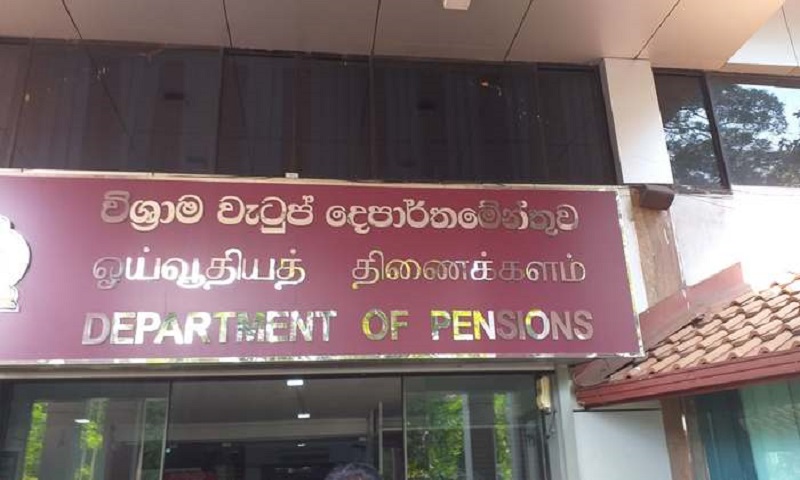 විශ්‍රාම වැටුප් දෙපාර්තමේන්තුව
ஓய்வூதியத் திணைக்களம்
DEPARTMENT OF PENSIONS